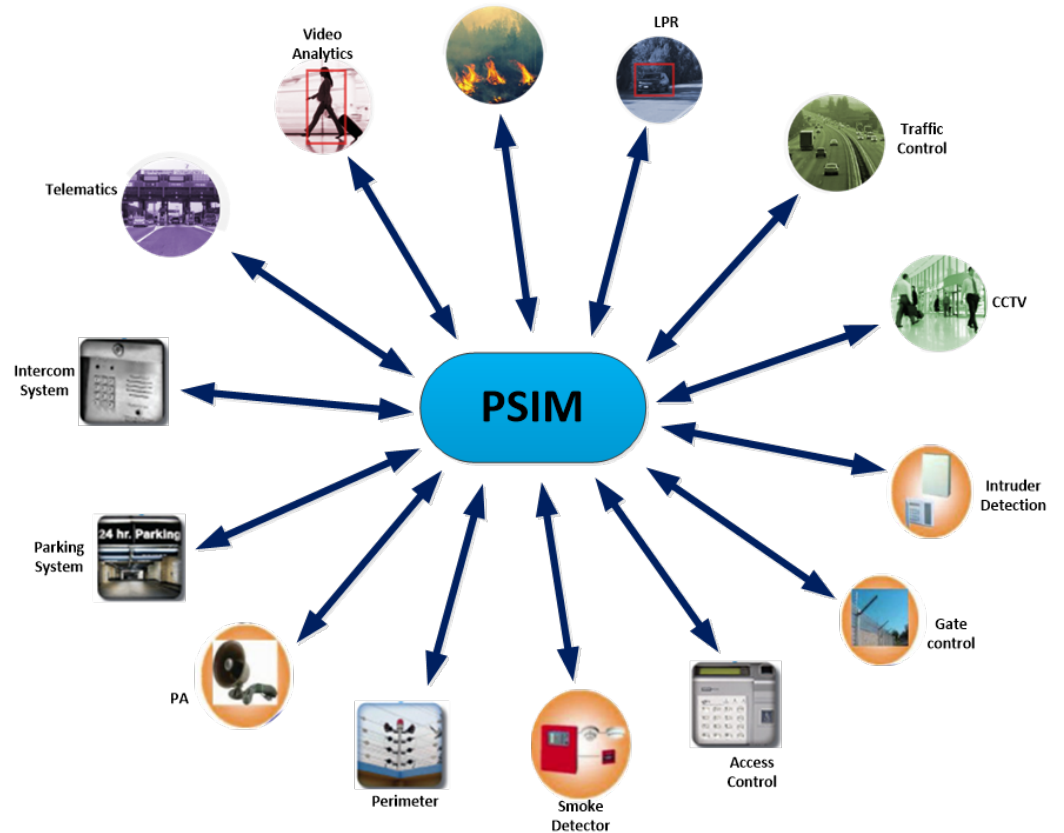 Video
Analytics
LPR
Traffic
Control
Telematics
CCTV
Intercom
System
PSIM
Intruder
Detection
24 hr. Parking
Parking
System
Gate
control
PA
Access
Control
Perimeter
Smoke
Detector